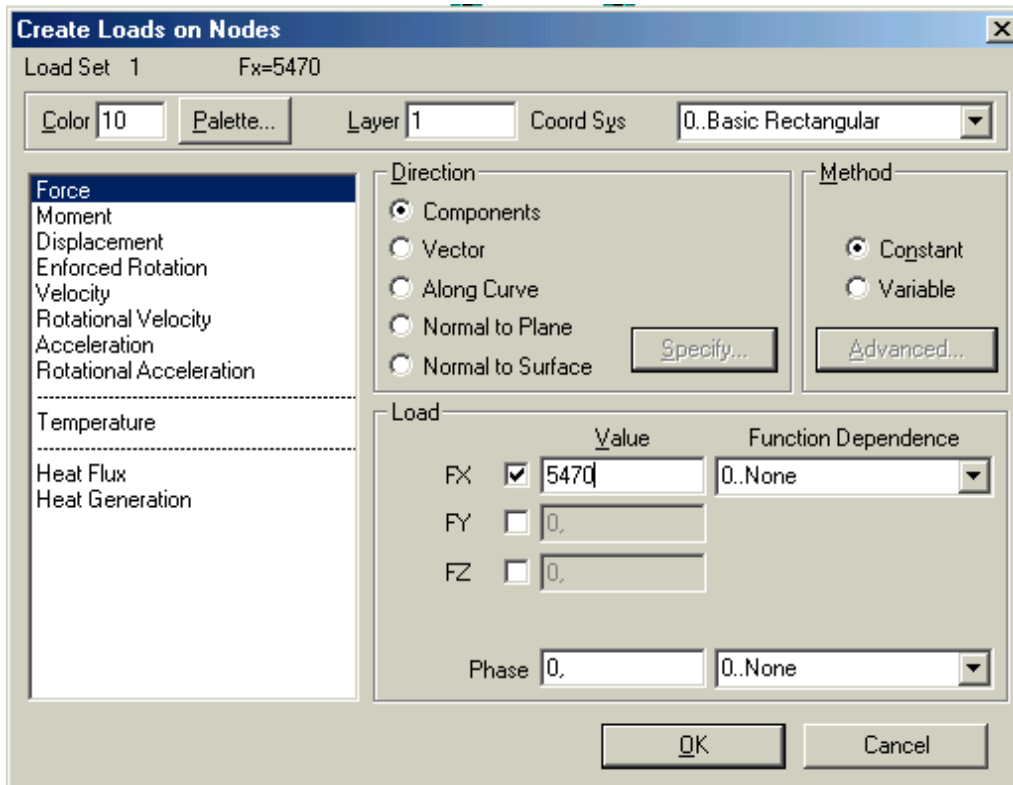 Create Loads on Nodes
Load Set 1 Fx=5470
Color 10 Palette... Layer 1 Coord Sys 0..Basic Rectangular
Force
Moment
Displacement
Enforced Rotation
Velocity
Rotational Velocity
Acceleration
Rotational Acceleration
Temperature
Heat Flux
Heat Generation
Direction
Components
Vector
Along Curve
Normal to Plane
Normal to Surface
Specify...
Method
Constant
Variable
Advanced...
Load
Value Function Dependence
FX 5470 0..None
FY 0,
FZ 0,
Phase 0, 0..None
OK Cancel